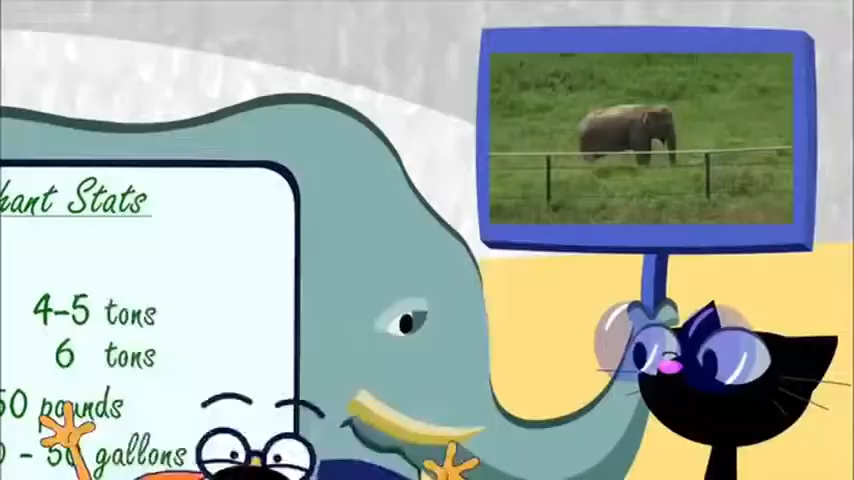 hant Stats
4-5 tons
6 tons
50 pounds
- 50 gallons